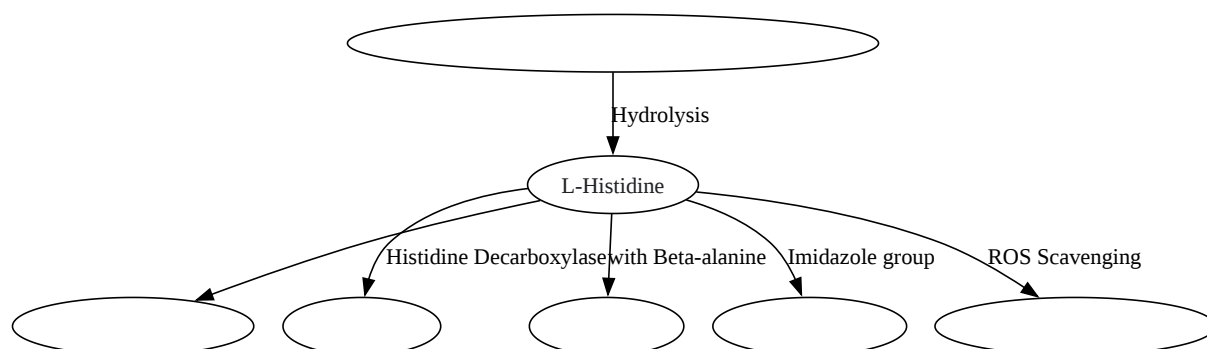 Hydrolysis
L-Histidine
Histidine Decarboxylase
with Beta-alanine
Imidazole group
ROS Scavenging